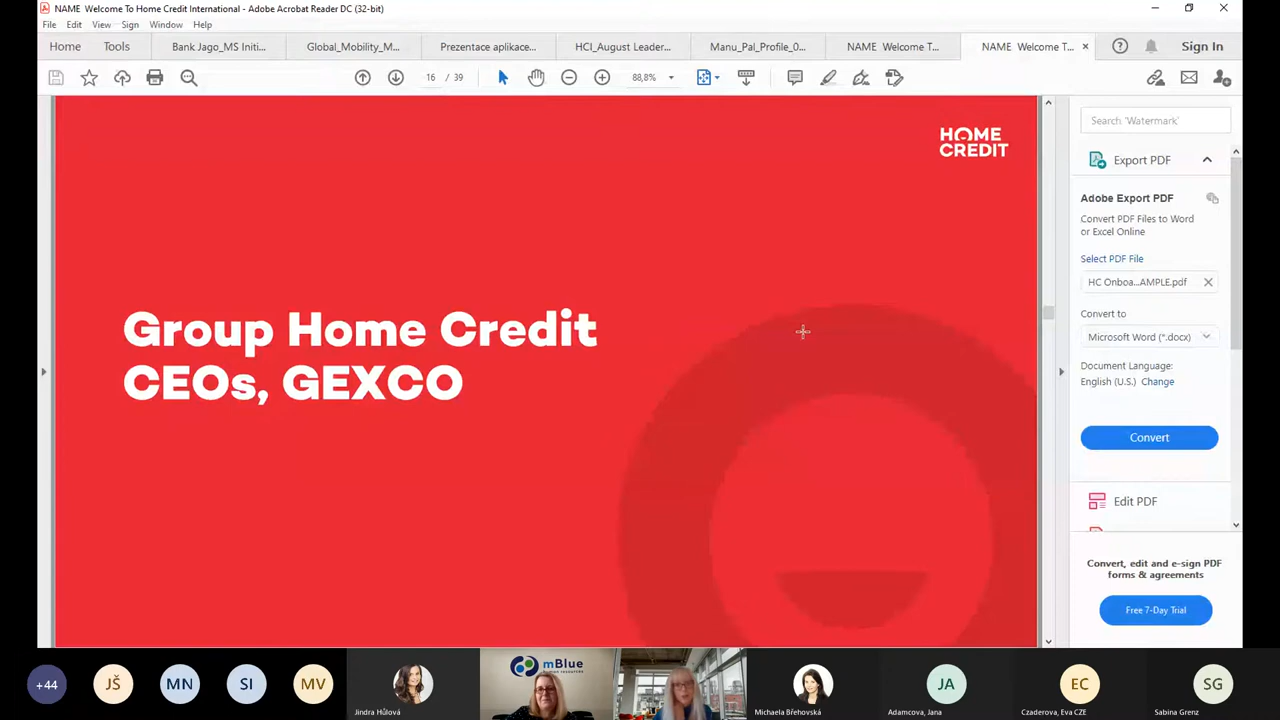 NAME Welcome To Home Credit International - Adobe Acrobat Reader DC (32-bit)
File Edit View Sign Window Help
Home Tools Bank Jago_MS Initi... Global_Mobility_M... Prezentace aplikace... HCI_August Leader... Manu_Pal_Profile_0... NAME Welcome T... NAME Welcome T... × Sign In
16 / 39 88,8%
HOME
CREDIT
Group Home Credit
CEOs, GEXCO
Search 'Watermark'
Export PDF
Adobe Export PDF
Convert PDF Files to Word
or Excel Online
Select PDF File
HC Onboa...AMPLE.pdf
Convert to
Microsoft Word (*.docx)
Document Language:
English (U.S.) Change
Convert
Edit PDF
Convert, edit and e-sign PDF
forms & agreements
Free 7-Day Trial
+44 JŠ MN SI MV mBlue JA EC SG
Jindra Hůlová Michaela Břehovská Adamcova, Jana Czaderova, Eva CZE Sabina Grenz